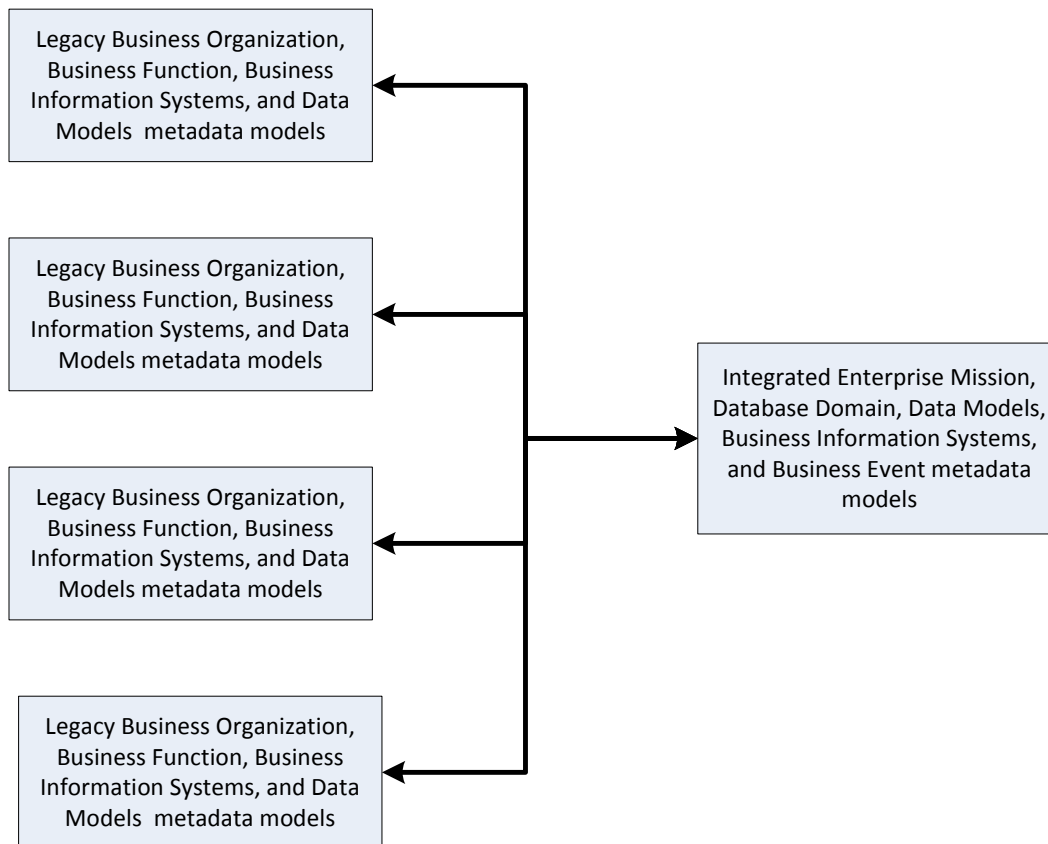 Legacy Business Organization,
Business Function, Business
Information Systems, and Data
Models  metadata models
Legacy Business Organization,
Business Function, Business
Information Systems, and Data
Models metadata models
Integrated Enterprise Mission,
Database Domain, Data Models,
Business Information Systems,
and Business Event metadata
models
Legacy Business Organization,
Business Function, Business
Information Systems, and Data
Models metadata models
Legacy Business Organization,
Business Function, Business
Information Systems, and Data
Models  metadata models